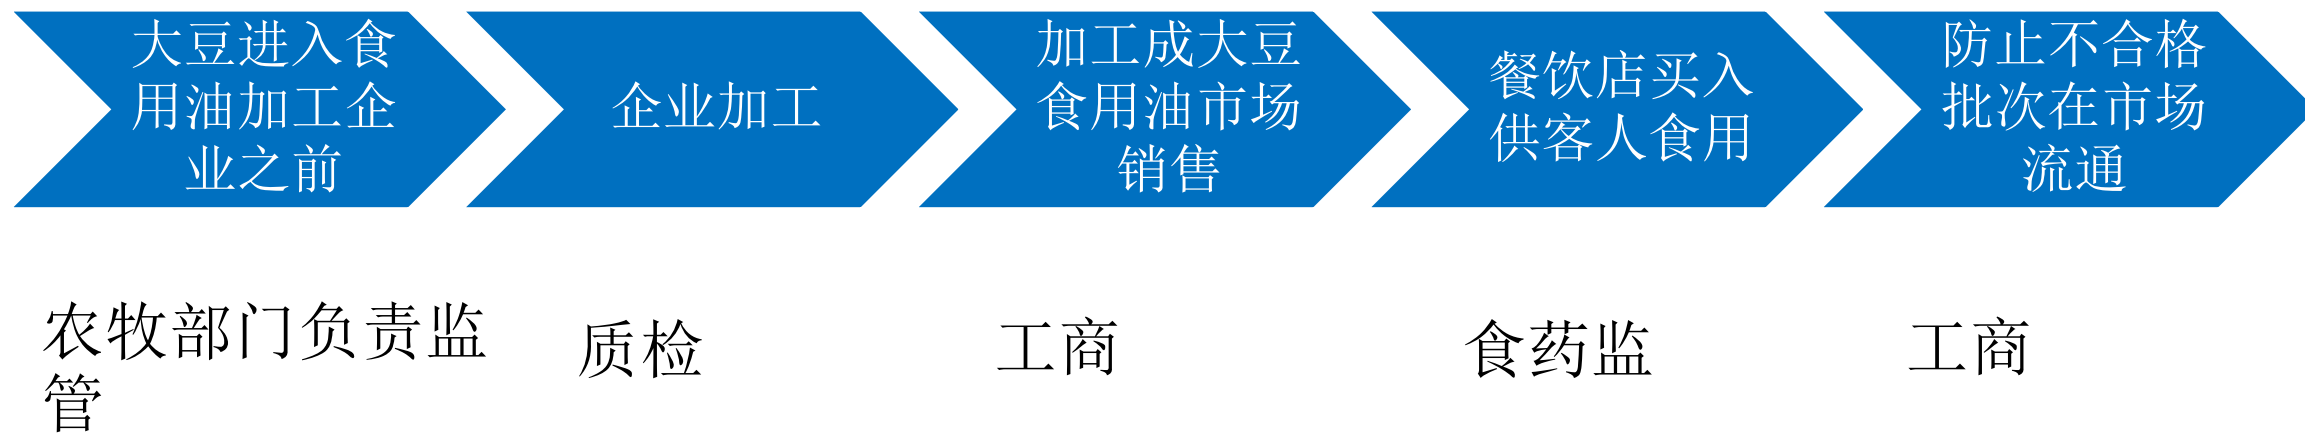 大豆进入食
用油加工企
业之前
企业加工
加工成大豆
食用油市场
销售
餐饮店买入
供客人食用
防止不合格
批次在市场
流通
农牧部门负责监
管
质检
工商
食药监
工商